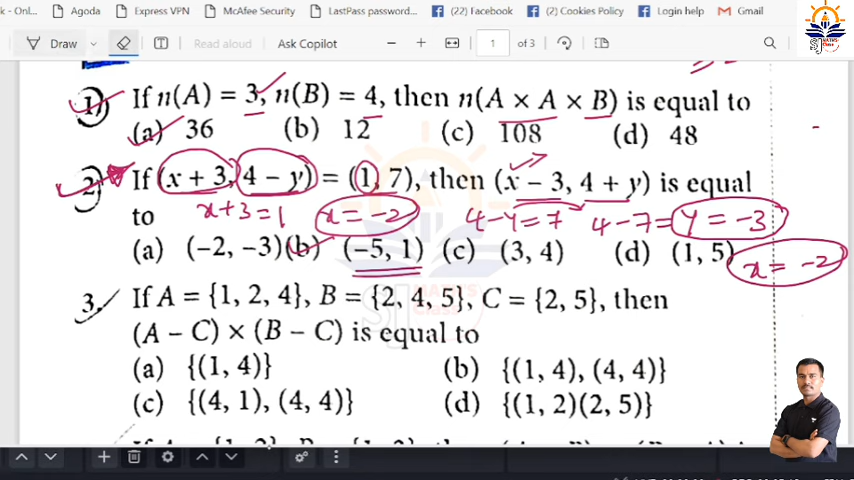 k - Onl... Agoda Express VPN McAfee Security LastPass password... (22) Facebook (2) Cookies Policy Login help Gmail
Draw Read aloud Ask Copilot 1 of 3
1) If n(A) = 3, n(B) = 4, then n(A × A × B) is equal to
(a) 36 (b) 12 (c) 108 (d) 48
2) If (x + 3, 4 − y) = (1, 7), then (x − 3, 4 + y) is equal
to x+3=1 x=-2 4-y=7 4-7= y=-3
(a) (−2, −3) (b) (−5, 1) (c) (3, 4) (d) (1, 5)
x=-2
3. If A = {1, 2, 4}, B = {2, 4, 5}, C = {2, 5}, then
(A − C) × (B − C) is equal to
(a) {(1, 4)} (b) {(1, 4), (4, 4)}
(c) {(4, 1), (4, 4)} (d) {(1, 2)(2, 5)}